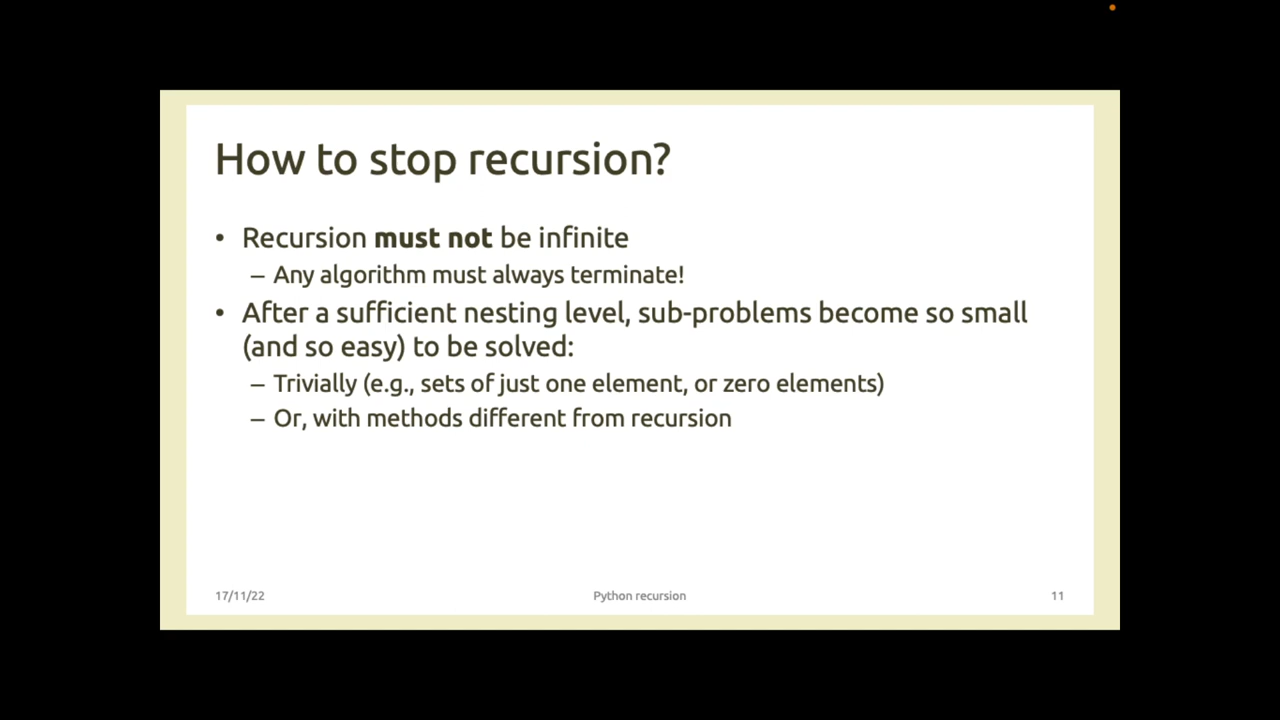 How to stop recursion?
• Recursion must not be infinite
– Any algorithm must always terminate!
• After a sufficient nesting level, sub-problems become so small
(and so easy) to be solved:
– Trivially (e.g., sets of just one element, or zero elements)
– Or, with methods different from recursion
17/11/22
Python recursion
11